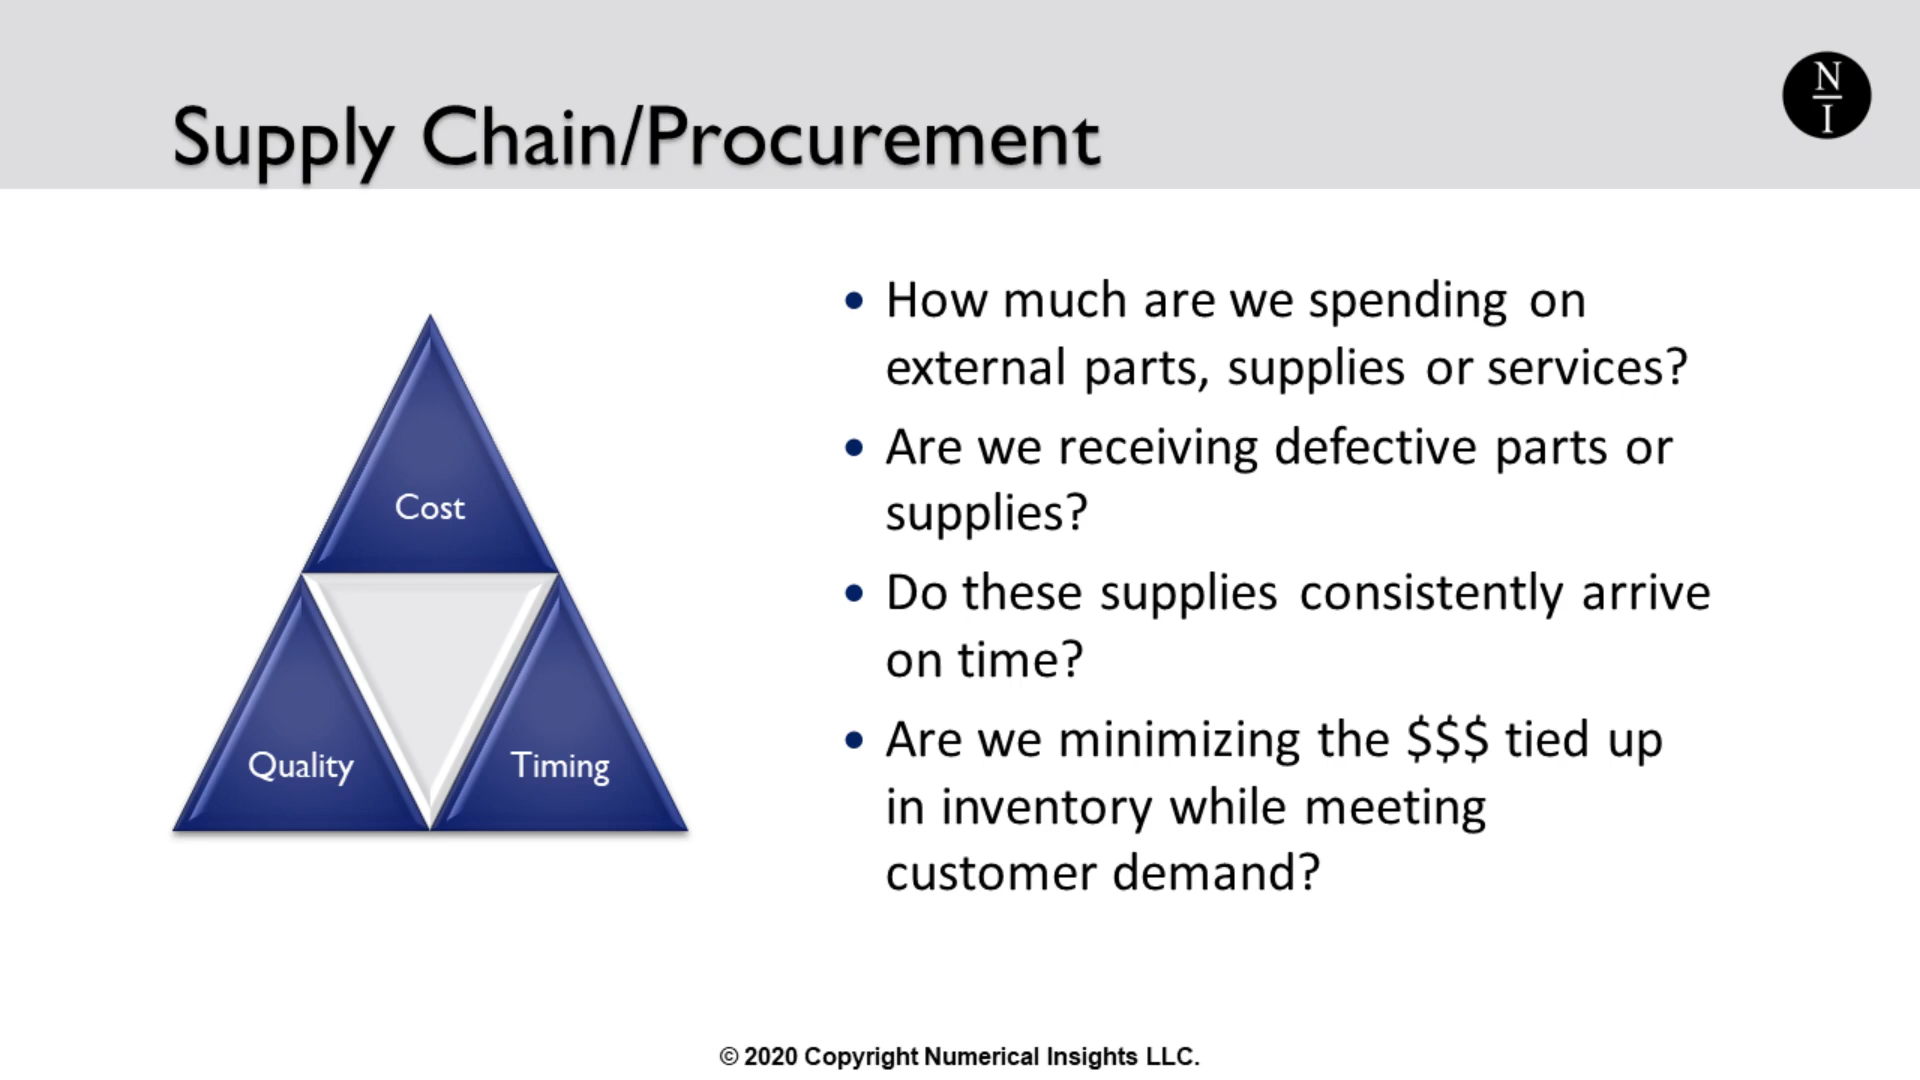 Supply Chain/Procurement
N
I
Cost
Quality
Timing
• How much are we spending on
external parts, supplies or services?
• Are we receiving defective parts or
supplies?
• Do these supplies consistently arrive
on time?
• Are we minimizing the $$$ tied up
in inventory while meeting
customer demand?
© 2020 Copyright Numerical Insights LLC.